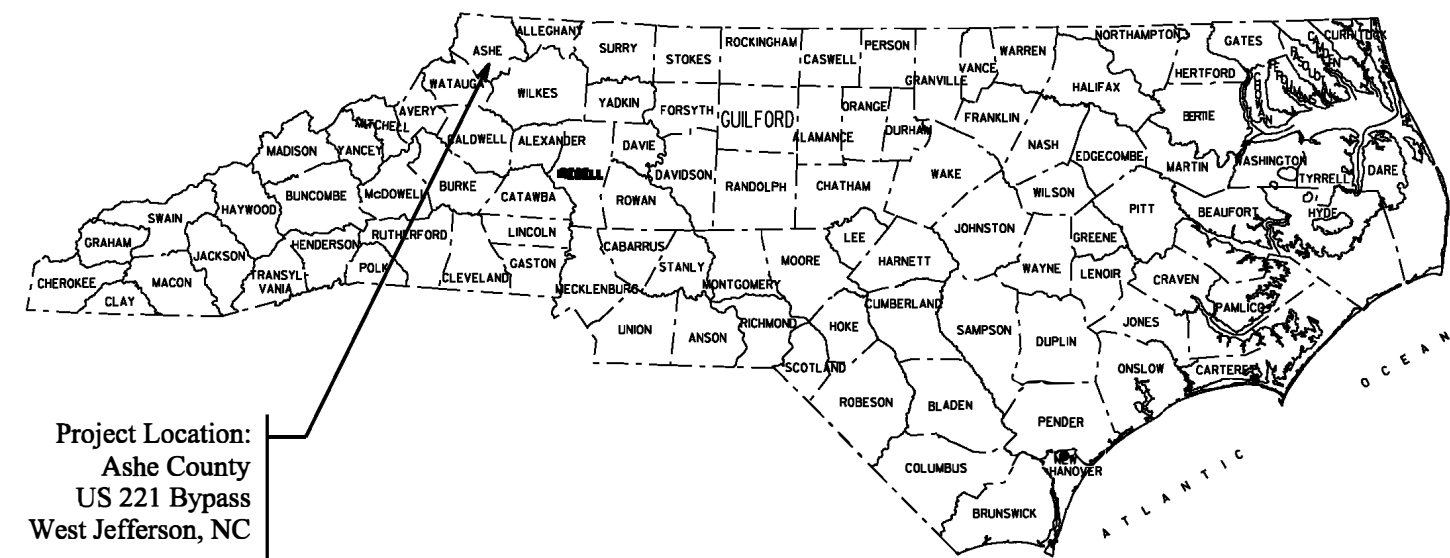 ALLEGHANY
ASHE
SURRY
STOKES
ROCKINGHAM
CASWELL
PERSON
GRANVILLE
VANCE
WARREN
NORTHAMPTON
GATES
CAMDEN
CURRITUCK
HERTFORD
HALIFAX
BERTIE
WATAUGA
WILKES
YADKIN
FORSYTH
GUILFORD
ORANGE
ALAMANCE
DURHAM
FRANKLIN
NASH
EDGECOMBE
MARTIN
WASHINGTON
TYRRELL
DARE
AVERY
MITCHELL
CALDWELL
ALEXANDER
DAVIE
IREDELL
DAVIDSON
RANDOLPH
CHATHAM
WAKE
WILSON
PITT
BEAUFORT
HYDE
MADISON
YANCEY
BUNCOMBE
McDOWELL
BURKE
CATAWBA
ROWAN
JOHNSTON
GREENE
SWAIN
HAYWOOD
RUTHERFORD
LINCOLN
CABARRUS
STANLY
MOORE
LEE
HARNETT
WAYNE
LENOIR
CRAVEN
PAMLICO
GRAHAM
JACKSON
HENDERSON
POLK
CLEVELAND
GASTON
MECKLENBURG
MONTGOMERY
CUMBERLAND
SAMPSON
DUPLIN
JONES
CHEROKEE
CLAY
MACON
TRANSYL-
VANIA
UNION
ANSON
RICHMOND
SCOTLAND
HOKE
ONSLOW
CARTERET
ROBESON
BLADEN
PENDER
COLUMBUS
NEW
HANOVER
BRUNSWICK
ATLANTIC
OCEAN
Project Location:
Ashe County
US 221 Bypass
West Jefferson, NC